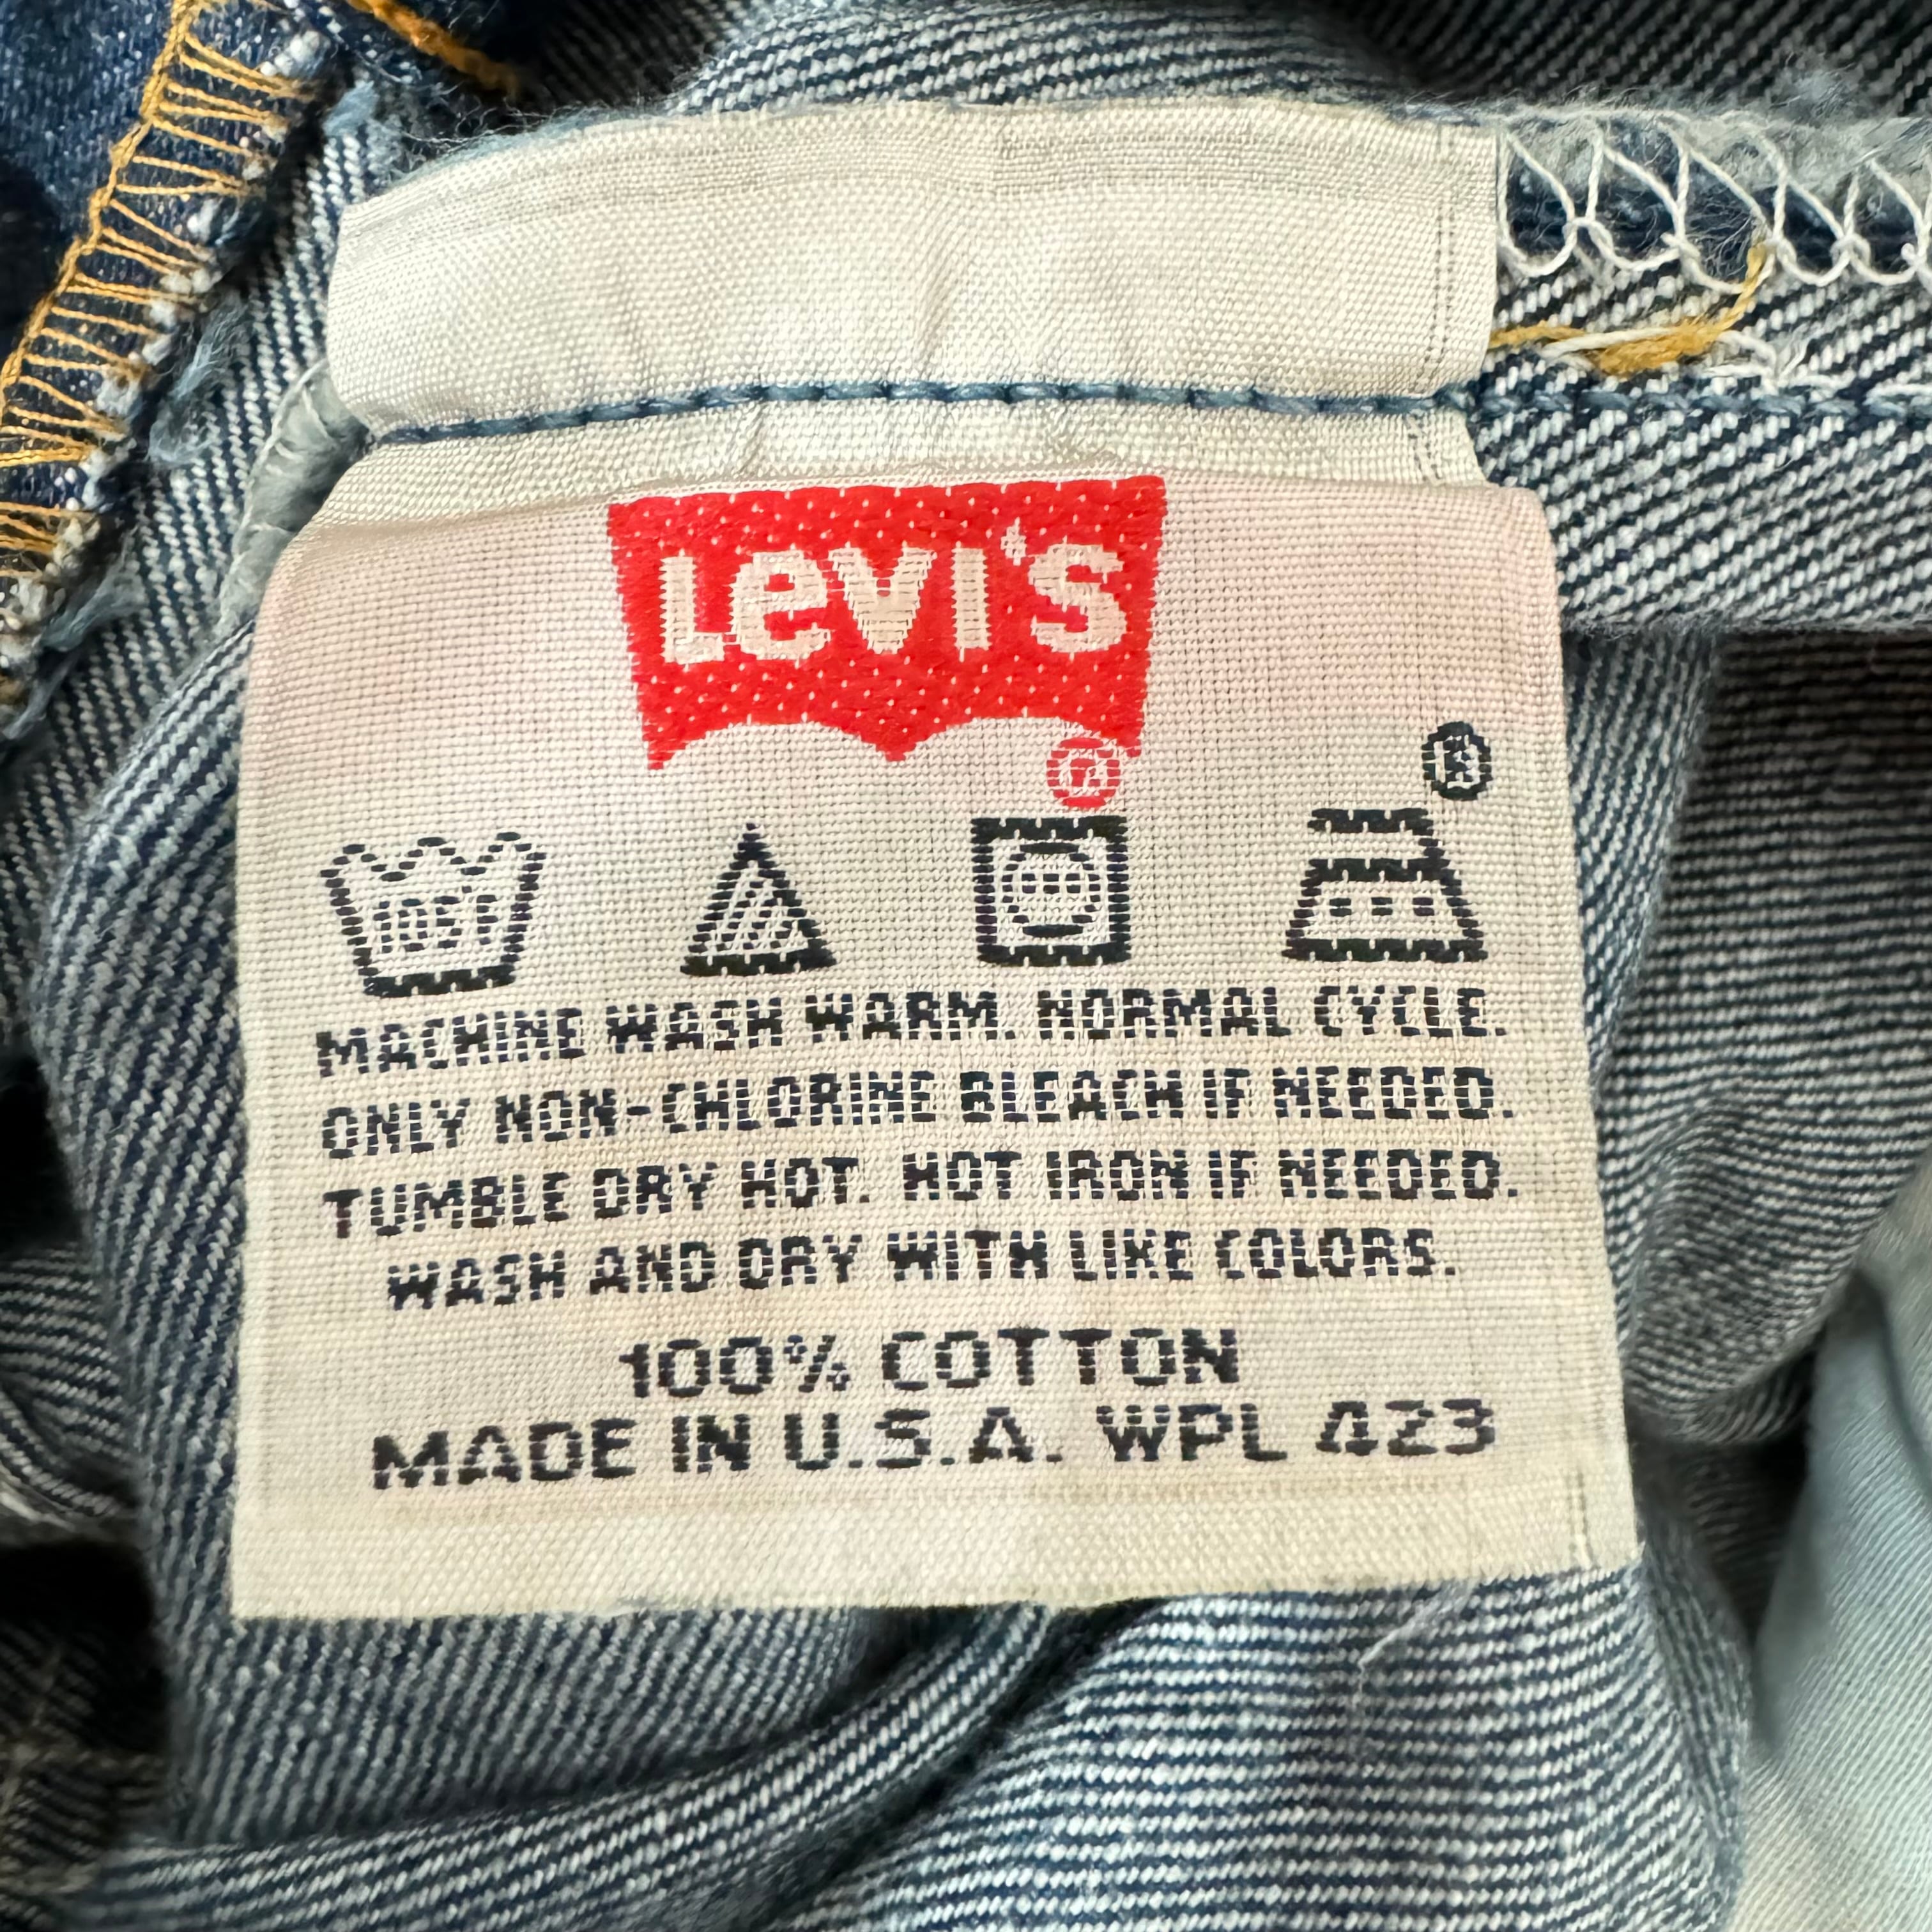 LEVI'S
®
®
105F
MACHINE WASH WARM. NORMAL CYCLE.
ONLY NON-CHLORINE BLEACH IF NEEDED.
TUMBLE DRY HOT. HOT IRON IF NEEDED.
WASH AND DRY WITH LIKE COLORS.
100% COTTON
MADE IN U.S.A. WPL 423